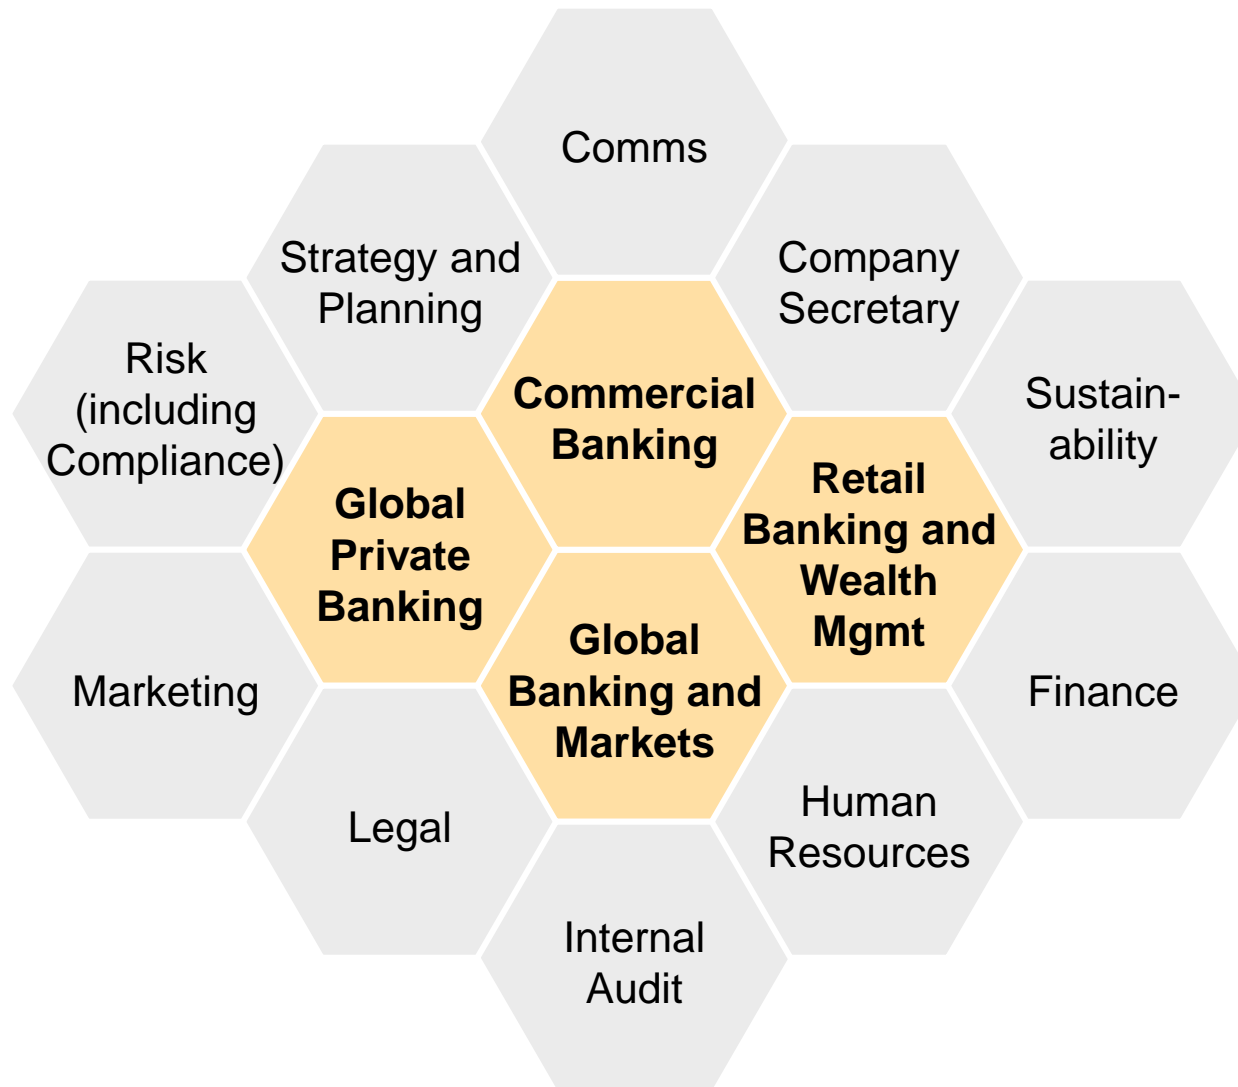 Comms
Strategy and
Planning
Company
Secretary
Risk
(including
Compliance)
Commercial
Banking
Sustain-
ability
Global
Private
Banking
Retail
Banking and
Wealth
Mgmt
Marketing
Global
Banking and
Markets
Finance
Legal
Human
Resources
Internal
Audit